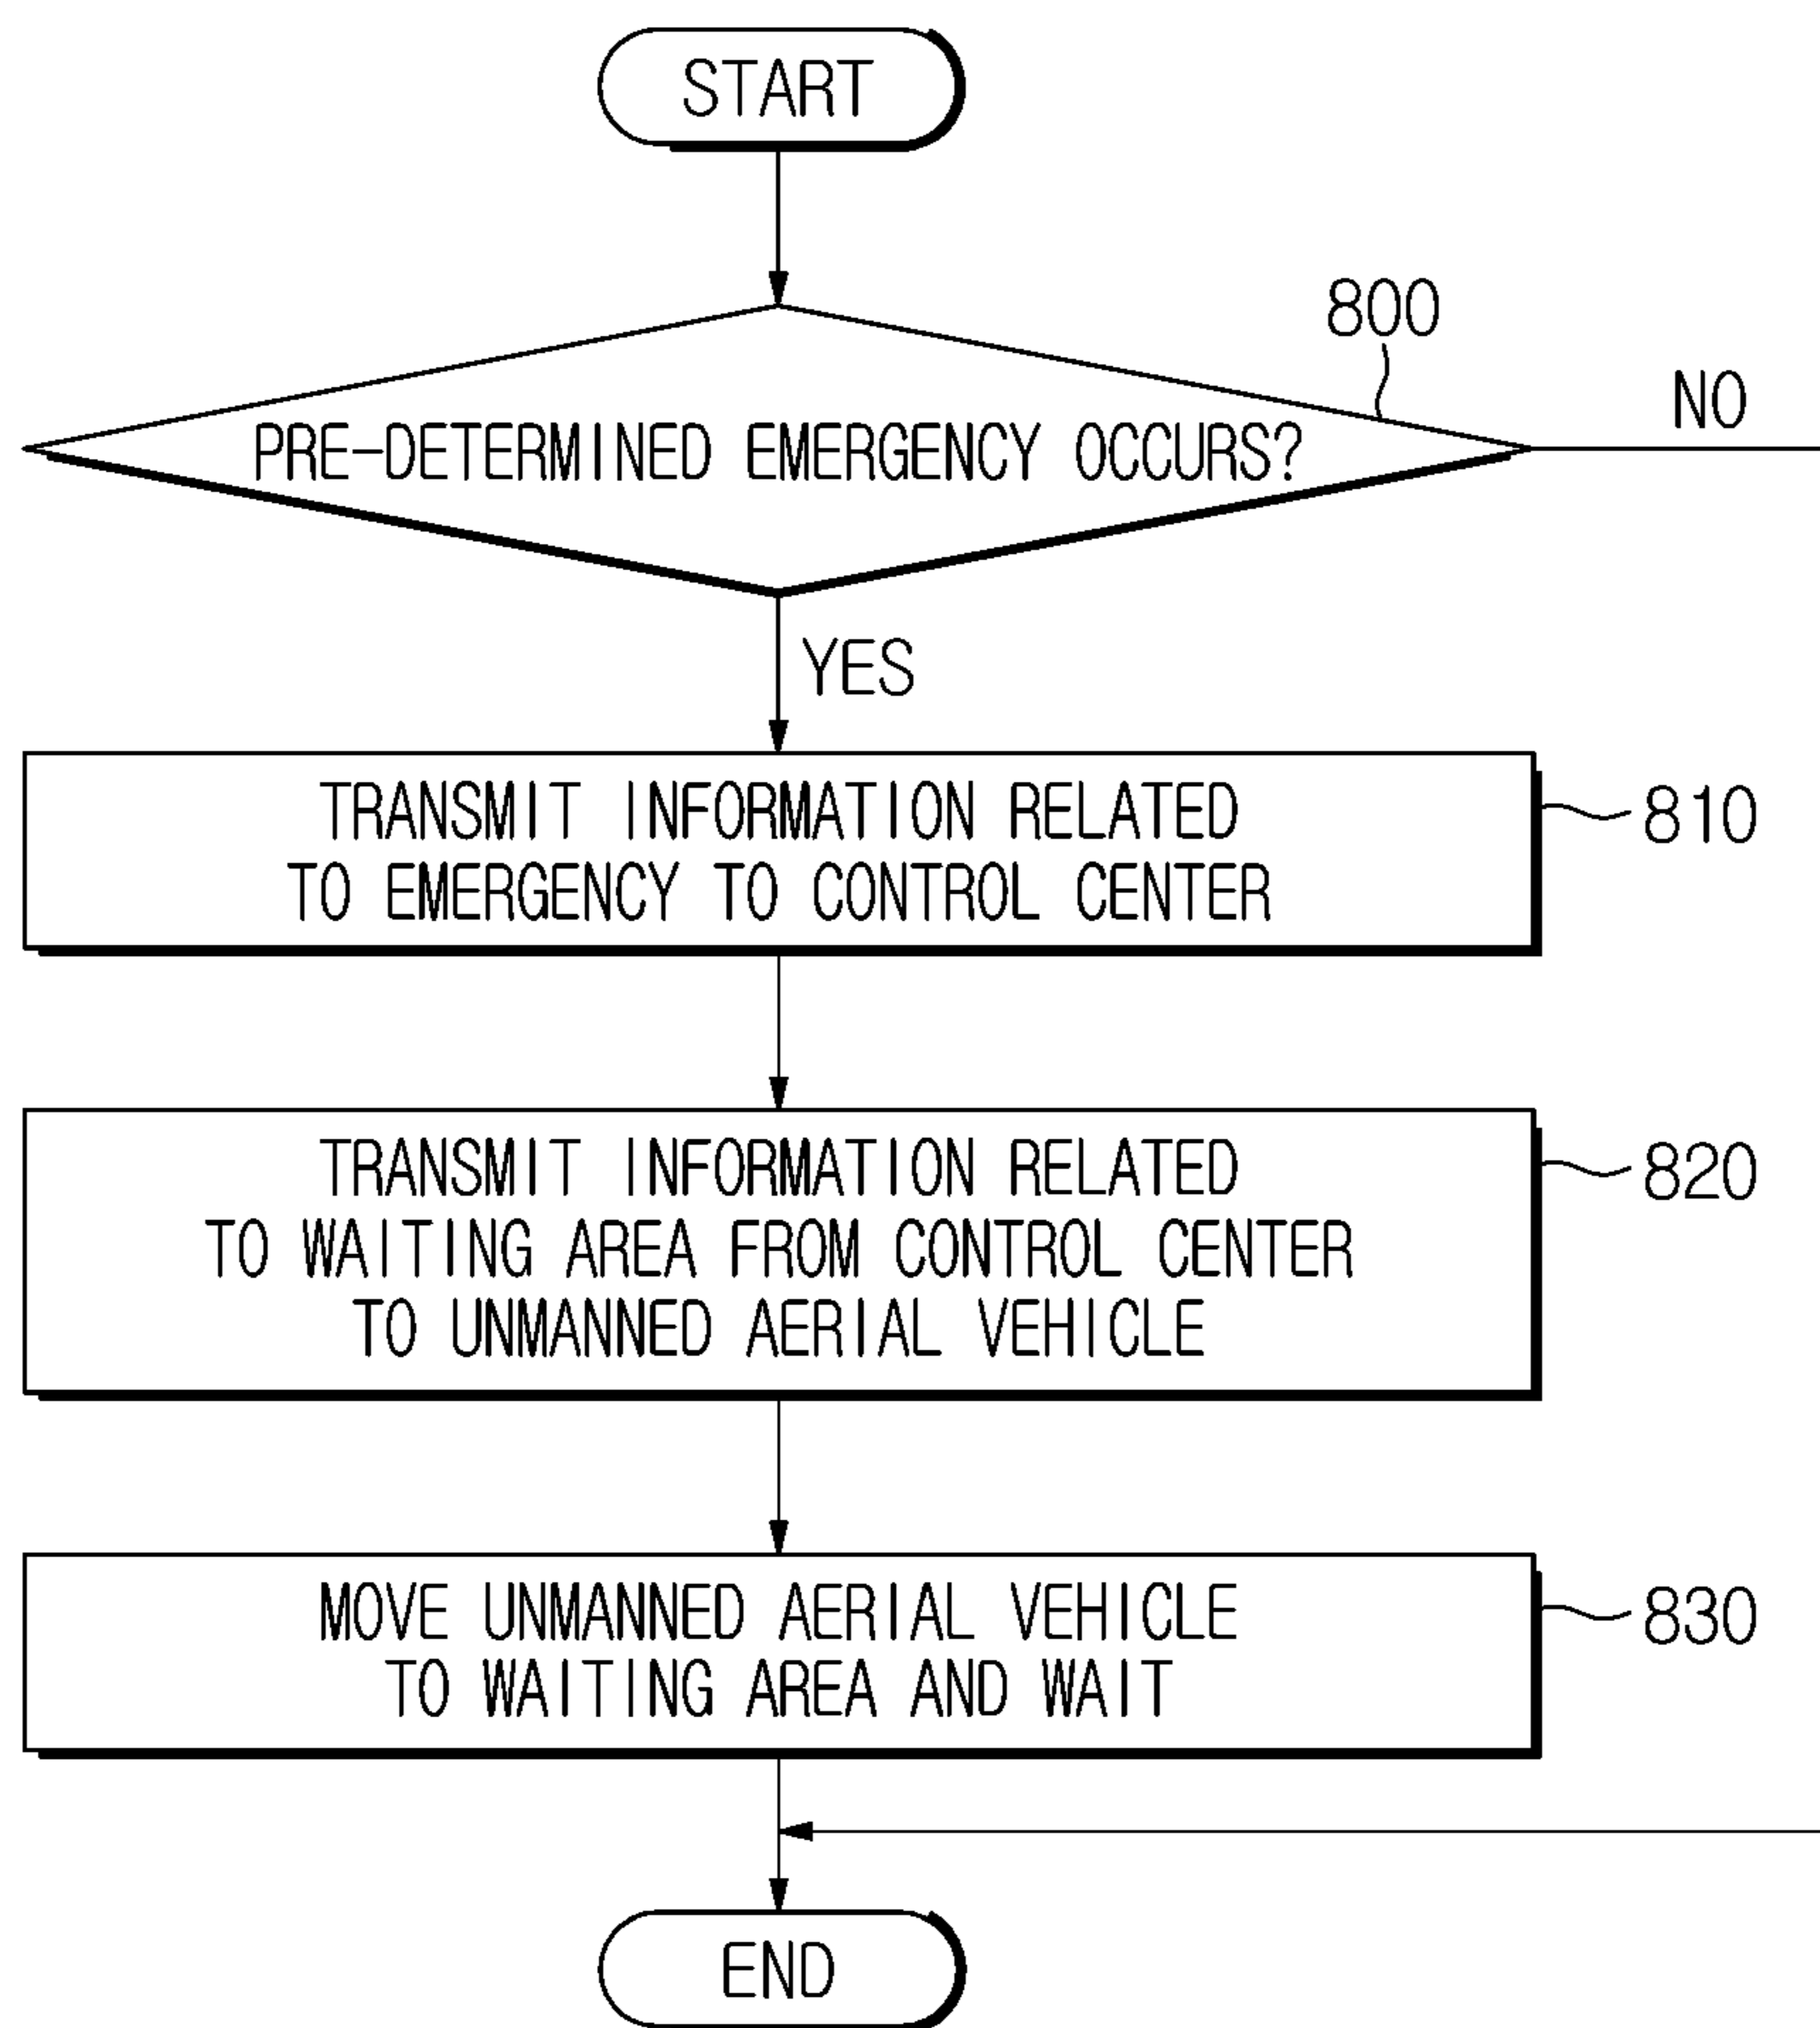 START
800
NO
PRE-DETERMINED EMERGENCY OCCURS?
YES
TRANSMIT INFORMATION RELATED
TO EMERGENCY TO CONTROL CENTER
810
TRANSMIT INFORMATION RELATED
TO WAITING AREA FROM CONTROL CENTER
TO UNMANNED AERIAL VEHICLE
820
MOVE UNMANNED AERIAL VEHICLE
TO WAITING AREA AND WAIT
830
END